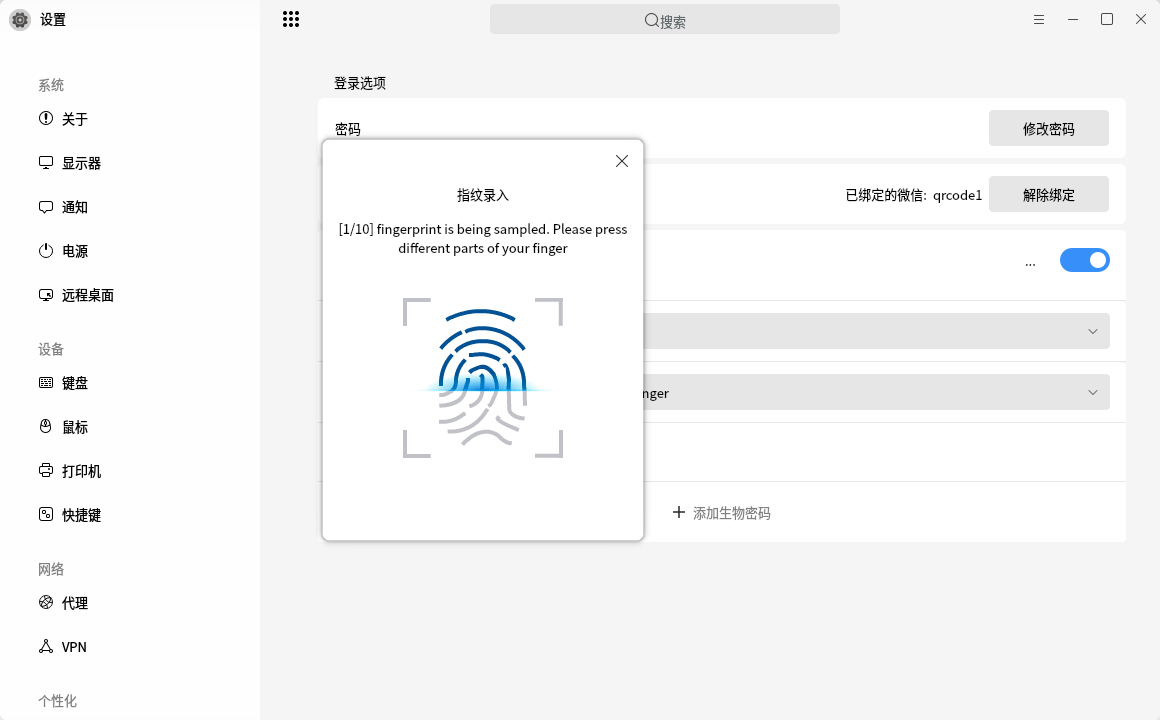 设置
搜索
系统
关于
显示器
通知
电源
远程桌面
设备
键盘
鼠标
打印机
快捷键
网络
代理
VPN
个性化
登录选项
密码
修改密码
已绑定的微信: qrcode1
解除绑定
...
nger
添加生物密码
指纹录入
[1/10] fingerprint is being sampled. Please press
different parts of your finger